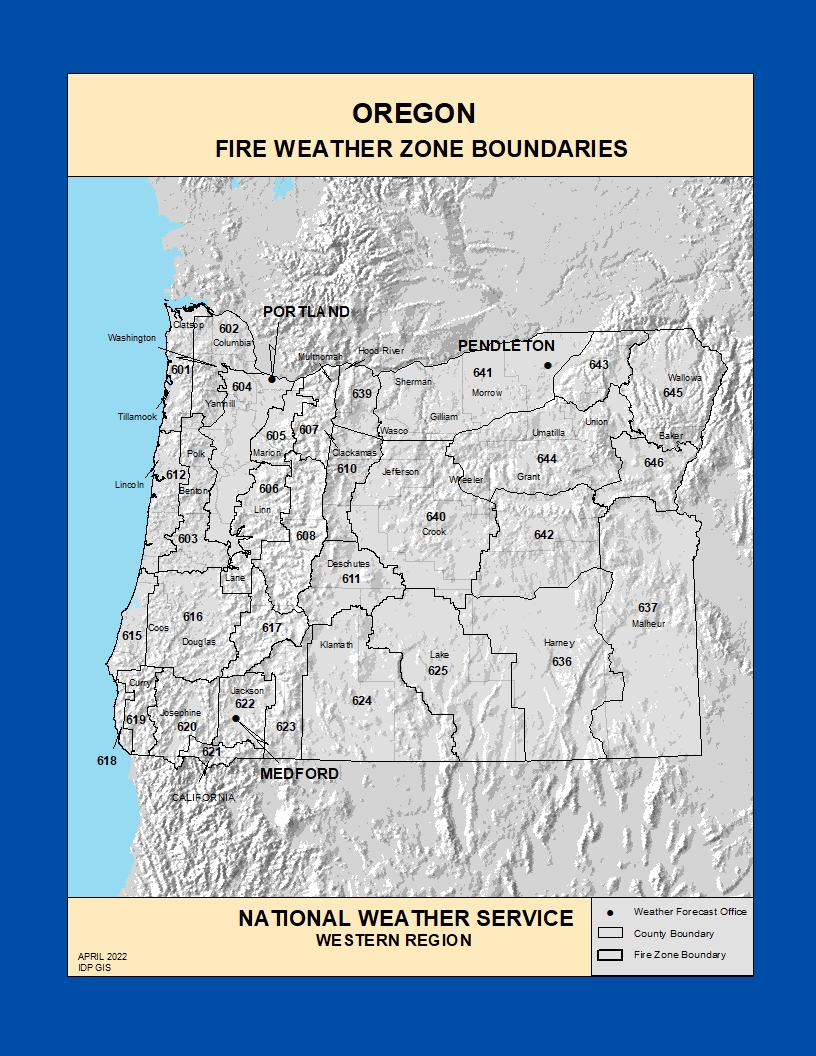 OREGON
FIRE WEATHER ZONE BOUNDARIES
PORTLAND
Clatsop
602
Washington
Columbia
Multnomah
Hood River
PENDLETON
601
604
639
Sherman
641
643
Wallowa
645
Morrow
Yamhill
Tillamook
Gilliam
605
607
Wasco
Umatilla
Union
Baker
Polk
Marion
Clackamas
610
Jefferson
644
646
612
Lincoln
Benton
606
Wheeler
Grant
Linn
640
Crook
603
608
642
Deschutes
611
Lane
616
637
Malheur
615
Coos
617
Douglas
Klamath
Lake
625
Harney
636
Curry
Jackson
622
624
619
Josephine
620
623
618
621
MEDFORD
CALIFORNIA
NATIONAL WEATHER SERVICE
WESTERN REGION
APRIL 2022
IDP GIS
Weather Forecast Office
County Boundary
Fire Zone Boundary